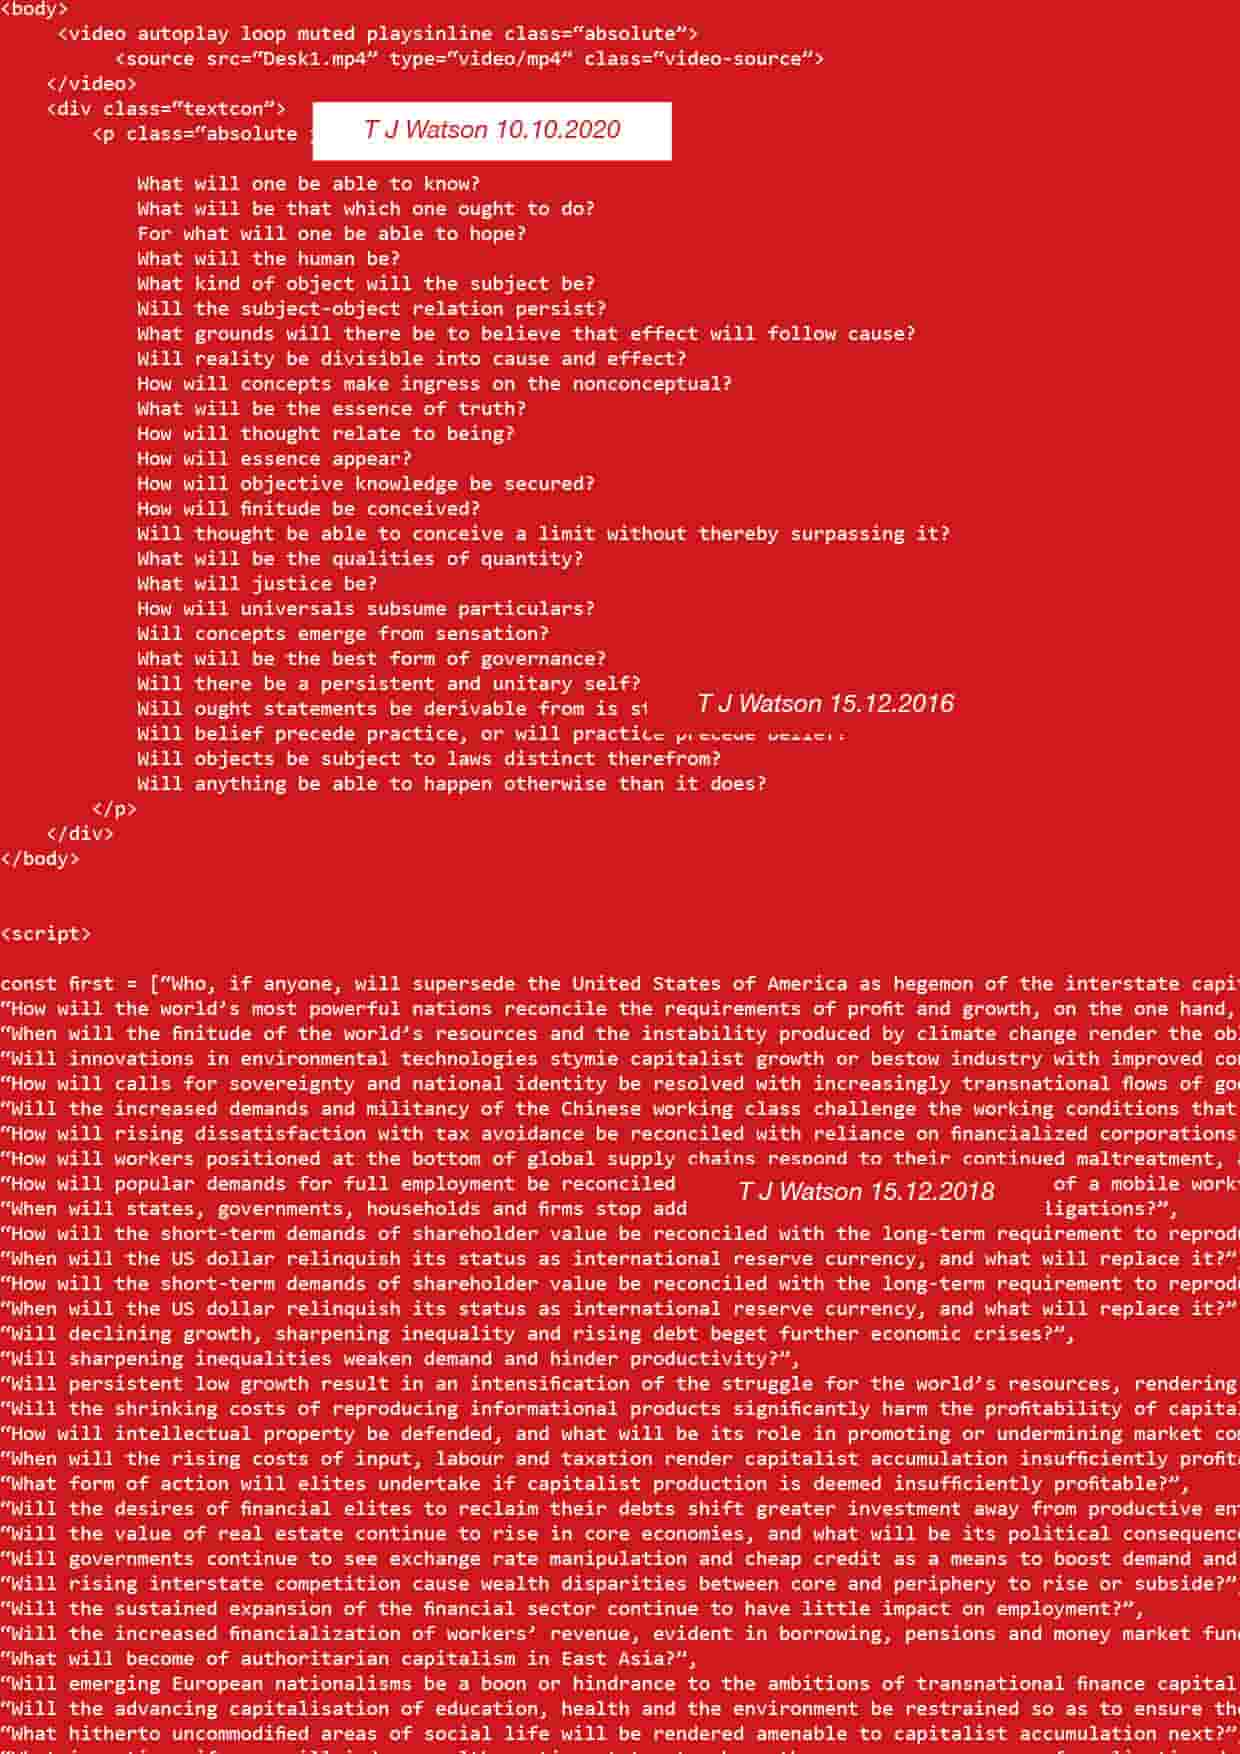 <body>
<video autoplay loop muted playsinline class=“absolute”>
<source src=“Desk1.mp4” type=“video/mp4” class=“video-source”>
</video>
<div class=“textcon”>
<p class=“absolute
T J Watson 10.10.2020
What will one be able to know?
What will be that which one ought to do?
For what will one be able to hope?
What will the human be?
What kind of object will the subject be?
Will the subject-object relation persist?
What grounds will there be to believe that effect will follow cause?
Will reality be divisible into cause and effect?
How will concepts make ingress on the nonconceptual?
What will be the essence of truth?
How will thought relate to being?
How will essence appear?
How will objective knowledge be secured?
How will finitude be conceived?
Will thought be able to conceive a limit without thereby surpassing it?
What will be the qualities of quantity?
What will justice be?
How will universals subsume particulars?
Will concepts emerge from sensation?
What will be the best form of governance?
Will there be a persistent and unitary self?
Will ought statements be derivable from is
T J Watson 15.12.2016
Will belief precede practice, or will practice precede belief?
Will objects be subject to laws distinct therefrom?
Will anything be able to happen otherwise than it does?
</p>
</div>
</body>
<script>
const first = [“Who, if anyone, will supersede the United States of America as hegemon of the interstate capit
“How will the world’s most powerful nations reconcile the requirements of profit and growth, on the one hand,
“When will the finitude of the world’s resources and the instability produced by climate change render the obl
“Will innovations in environmental technologies stymie capitalist growth or bestow industry with improved co
“How will calls for sovereignty and national identity be resolved with increasingly transnational flows of go
“Will the increased demands and militancy of the Chinese working class challenge the working conditions that
“How will rising dissatisfaction with tax avoidance be reconciled with reliance on financialized corporations
“How will workers positioned at the bottom of global supply chains respond to their continued maltreatment,
“How will popular demands for full employment be reconciled of a mobile work
T J Watson 15.12.2018
“When will states, governments, households and firms stop add ligations?”,
“How will the short-term demands of shareholder value be reconciled with the long-term requirement to reprod
“When will the US dollar relinquish its status as international reserve currency, and what will replace it?”
“How will the short-term demands of shareholder value be reconciled with the long-term requirement to reprod
“When will the US dollar relinquish its status as international reserve currency, and what will replace it?”
“Will declining growth, sharpening inequality and rising debt beget further economic crises?”,
“Will sharpening inequalities weaken demand and hinder productivity?”,
“Will persistent low growth result in an intensification of the struggle for the world’s resources, rendering
“Will the shrinking costs of reproducing informational products significantly harm the profitability of capita
“How will intellectual property be defended, and what will be its role in promoting or undermining market co
“When will the rising costs of input, labour and taxation render capitalist accumulation insufficiently profit
“What form of action will elites undertake if capitalist production is deemed insufficiently profitable?”,
“Will the desires of financial elites to reclaim their debts shift greater investment away from productive en
“Will the value of real estate continue to rise in core economies, and what will be its political consequenc
“Will governments continue to see exchange rate manipulation and cheap credit as a means to boost demand and
“Will rising interstate competition cause wealth disparities between core and periphery to rise or subside?”
“Will the sustained expansion of the financial sector continue to have little impact on employment?”,
“Will the increased financialization of workers’ revenue, evident in borrowing, pensions and money market fun
“What will become of authoritarian capitalism in East Asia?”,
“Will emerging European nationalisms be a boon or hindrance to the ambitions of transnational finance capital
“Will the advancing capitalisation of education, health and the environment be restrained so as to ensure th
“What hitherto uncommodified areas of social life will be rendered amenable to capitalist accumulation next?”